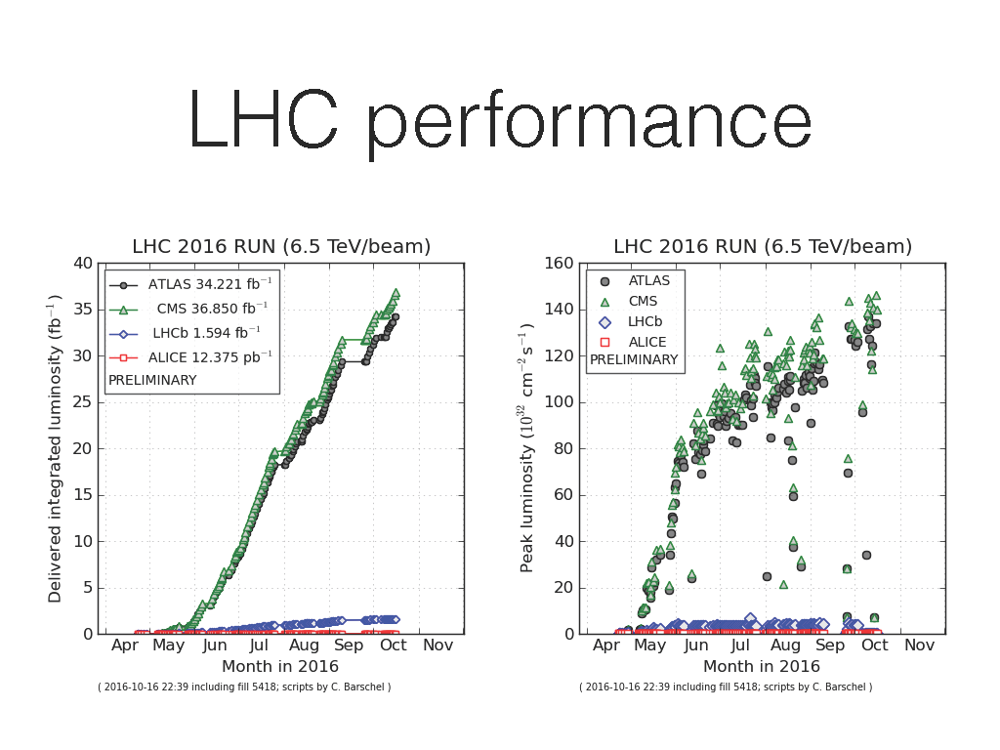 LHC performance
LHC 2016 RUN (6.5 TeV/beam)
40
35
30
25
20
15
10
5
0
Delivered integrated luminosity (fb⁻¹)
ATLAS 34.221 fb⁻¹
CMS 36.850 fb⁻¹
LHCb 1.594 fb⁻¹
ALICE 12.375 pb⁻¹
PRELIMINARY
Apr May Jun Jul Aug Sep Oct Nov
Month in 2016
( 2016-10-16 22:39 including fill 5418; scripts by C. Barschel )
LHC 2016 RUN (6.5 TeV/beam)
160
140
120
100
80
60
40
20
0
Peak luminosity (10³² cm⁻² s⁻¹)
ATLAS
CMS
LHCb
ALICE
PRELIMINARY
Apr May Jun Jul Aug Sep Oct Nov
Month in 2016
( 2016-10-16 22:39 including fill 5418; scripts by C. Barschel )